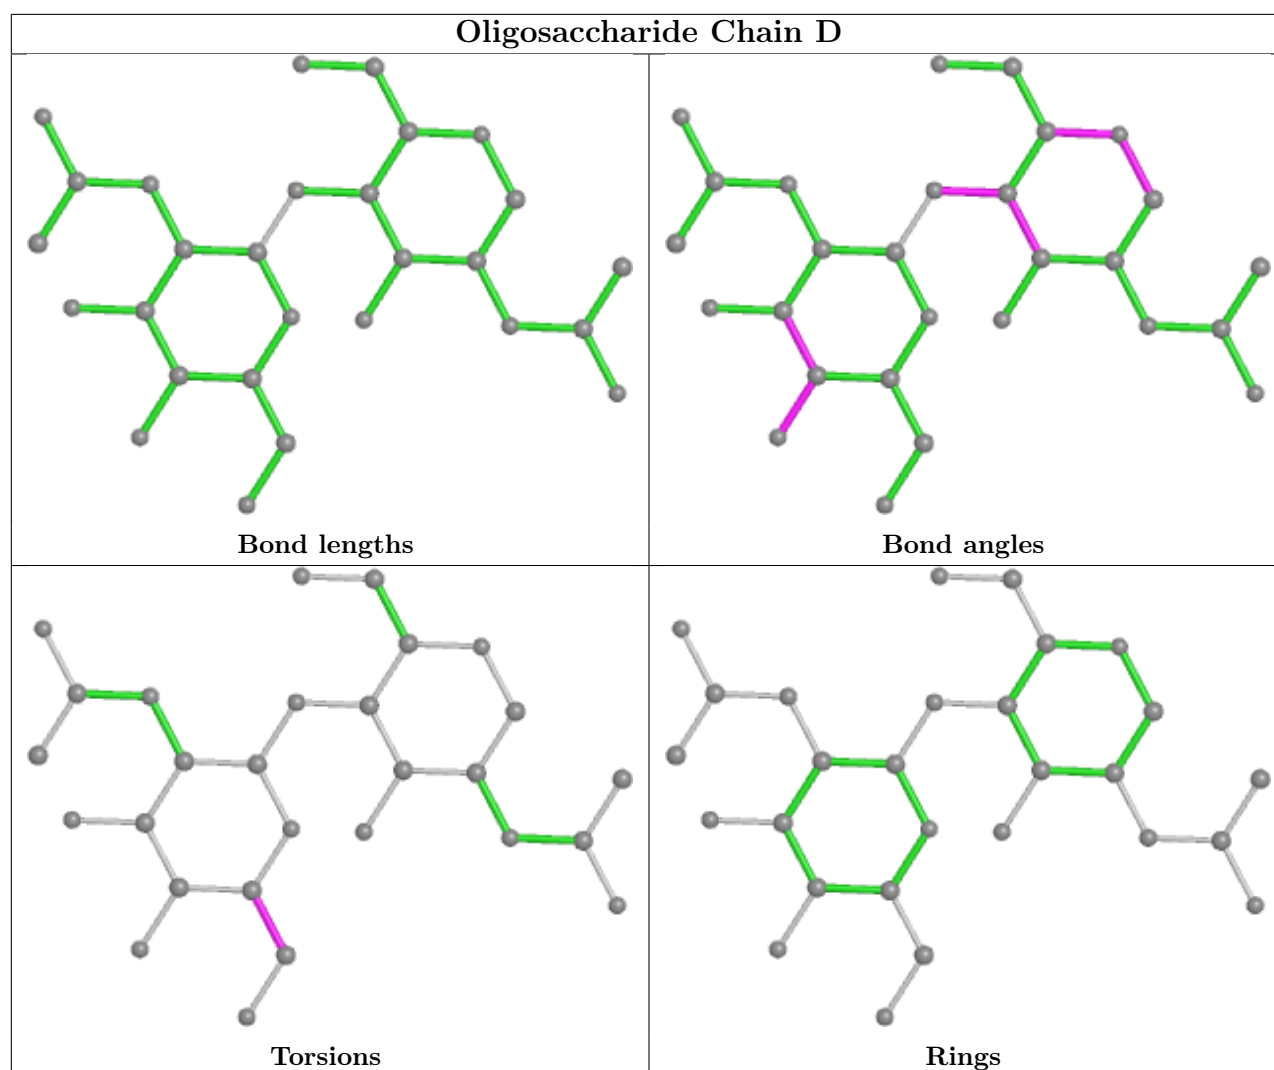 Oligosaccharide Chain D
Bond lengths
Bond angles
Torsions
Rings